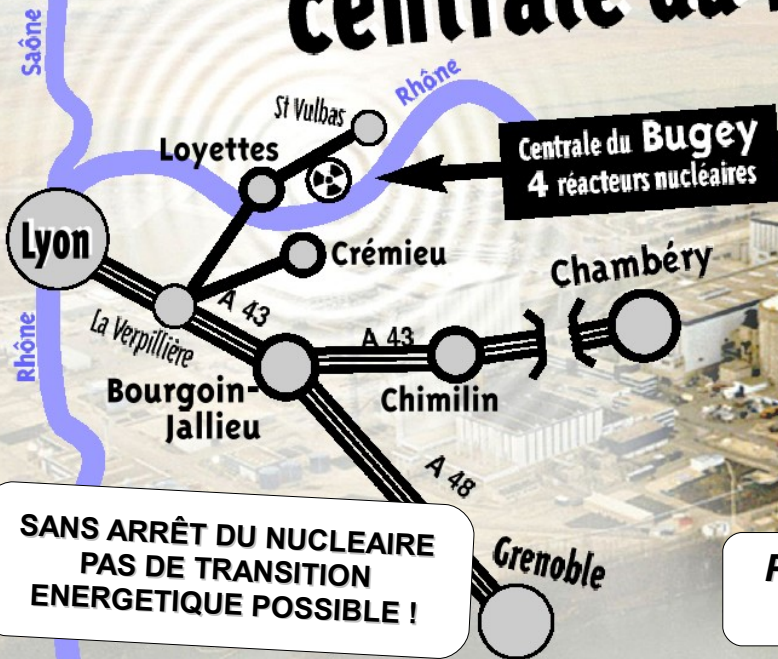 centrale du
Saône
Rhône
St Vulbas
Loyettes
Centrale du Bugey
4 réacteurs nucléaires
Lyon
Crémieu
Chambéry
A 43
A 43
Rhône
La Verpillière
Bourgoin-
Jallieu
Chimilin
A 48
SANS ARRÊT DU NUCLEAIRE
PAS DE TRANSITION
ENERGETIQUE POSSIBLE !
Grenoble